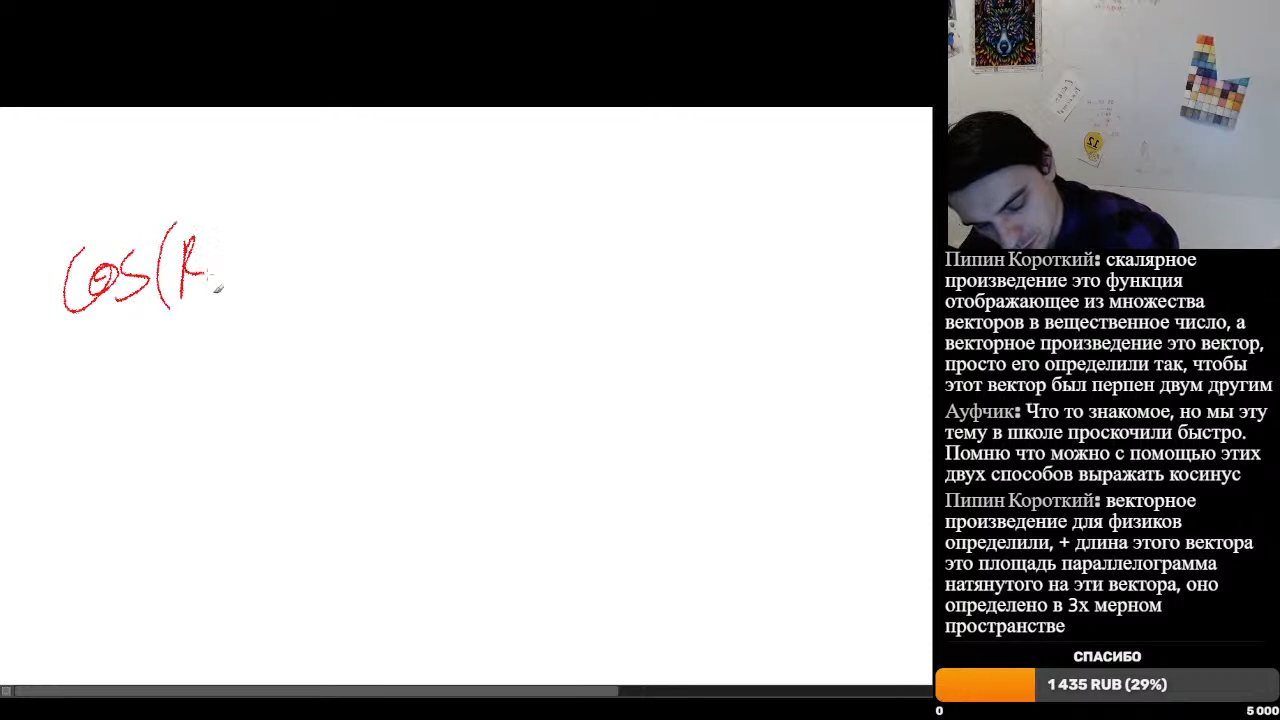 cos(k
Пипин Короткий: скалярное
произведение это функция
отображающее из множества
векторов в вещественное число, а
векторное произведение это вектор,
просто его определили так, чтобы
этот вектор был перпен двум другим
Ауфчик: Что то знакомое, но мы эту
тему в школе проскочили быстро.
Помню что можно с помощью этих
двух способов выражать косинус
Пипин Короткий: векторное
произведение для физиков
определили, + длина этого вектора
это площадь параллелограмма
натянутого на эти вектора, оно
определено в 3х мерном
пространстве
СПАСИБО
1 435 RUB (29%)
0 5 000